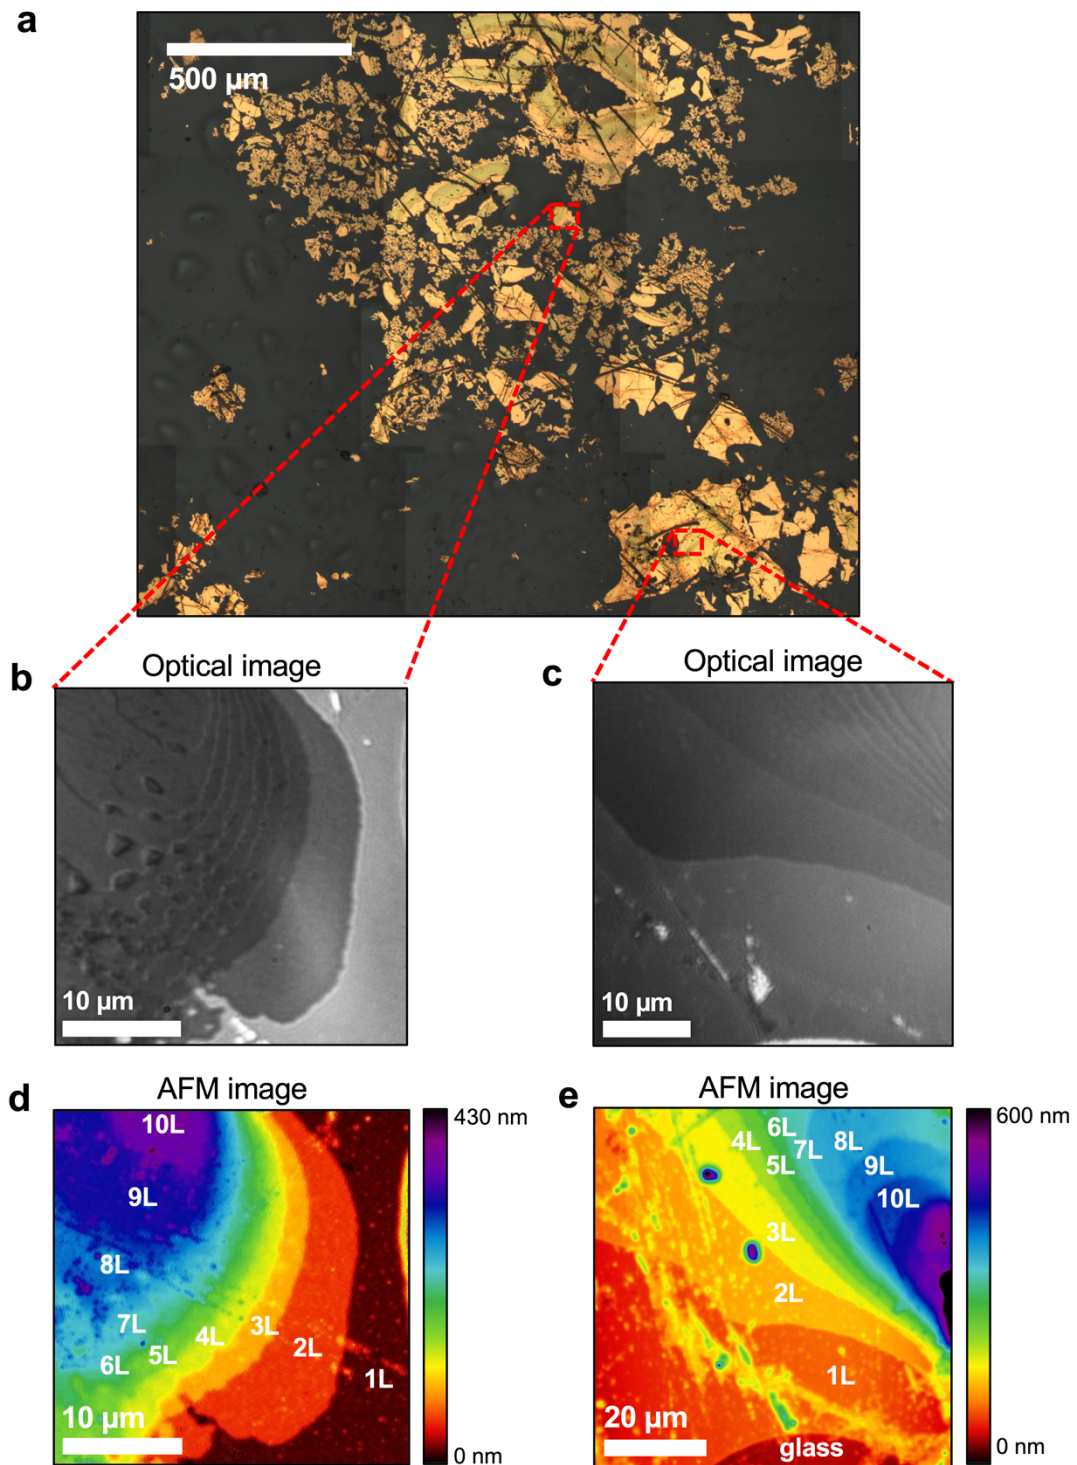 a
500 µm
b
Optical image
10 µm
c
Optical image
10 µm
d
AFM image
430 nm
10L
9L
8L
7L
6L
5L
4L
3L
2L
1L
10 µm
0 nm
e
AFM image
600 nm
6L
4L
7L
8L
5L
9L
10L
3L
2L
1L
20 µm
glass
0 nm